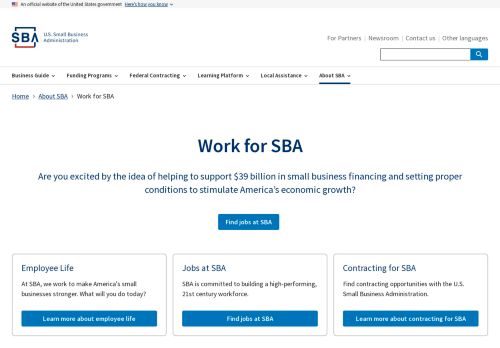 An official website of the United States government Here's how you know
SBA U.S. Small Business
Administration
For Partners Newsroom Contact us Other languages
Business Guide Funding Programs Federal Contracting Learning Platform Local Assistance About SBA
Home About SBA Work for SBA
Work for SBA
Are you excited by the idea of helping to support $39 billion in small business financing and setting proper
conditions to stimulate America's economic growth?
Find jobs at SBA
Employee Life
At SBA, we work to make America's small
businesses stronger. What will you do today?
Learn more about employee life
Jobs at SBA
SBA is committed to building a high-performing,
21st century workforce.
Find jobs at SBA
Contracting for SBA
Find contracting opportunities with the U.S.
Small Business Administration.
Learn more about contracting for SBA